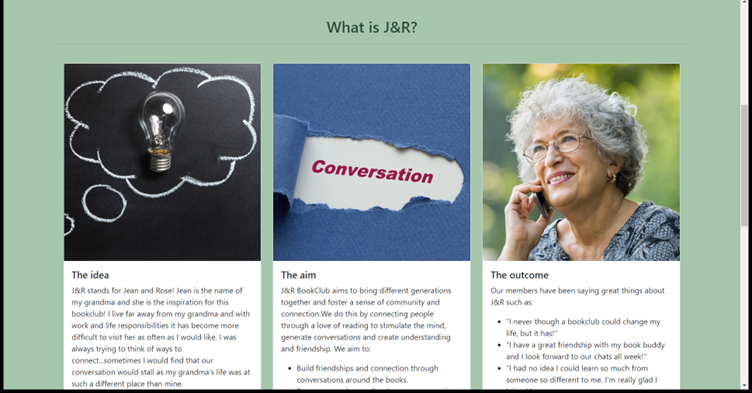 What is J&R?
Conversation
The idea
J&R stands for Jean and Rose! Jean is the name of
my grandma and she is the inspiration for this
bookclub! I live far away from my grandma and with
work and life responsibilities it has become more
difficult to visit her as often as I would like. I was
always trying to think of ways to
connect...sometimes I would find that our
conversation would stall as my grandma's life was at
such a different place than mine.
The aim
J&R BookClub aims to bring different generations
together and foster a sense of community and
connection.We do this by connecting people
through a love of reading to stimulate the mind,
generate conversations and create understanding
and friendship. We aim to:
• Build friendships and connection through
conversations around the books.
The outcome
Our members have been saying great things about
J&R such as:
• "I never though a bookclub could change my
life, but it has!"
• "I have a great friendship with my book buddy
and I look forward to our chats all week!"
• "I had no idea I could learn so much from
someone so different to me. I'm really glad I